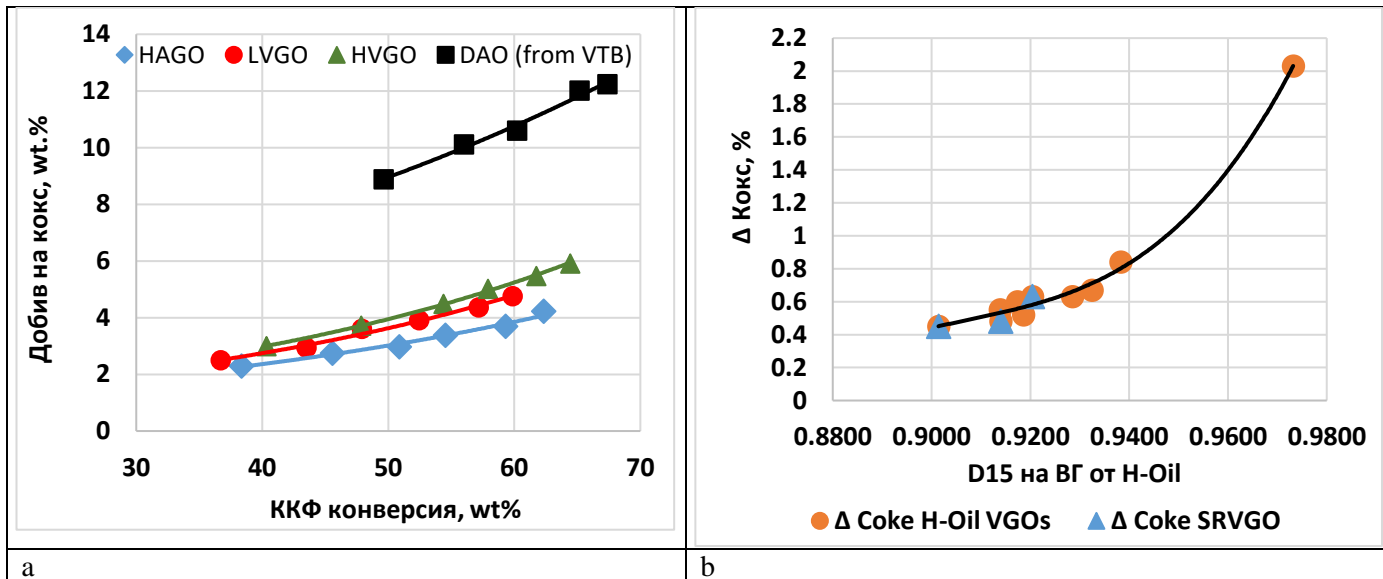 14
12
10
8
6
4
2
0
30 40 50 60 70
HAGO LVGO HVGO DAO (from VTB)
Добив на кокс, wt.%
ККФ конверсия, wt%
a
2.2
2
1.8
1.6
1.4
1.2
1
0.8
0.6
0.4
0.2
0
0.8800 0.9000 0.9200 0.9400 0.9600 0.9800
Δ Кокс, %
D15 на ВГ от H-Oil
Δ Coke H-Oil VGOs Δ Coke SRVGO
b